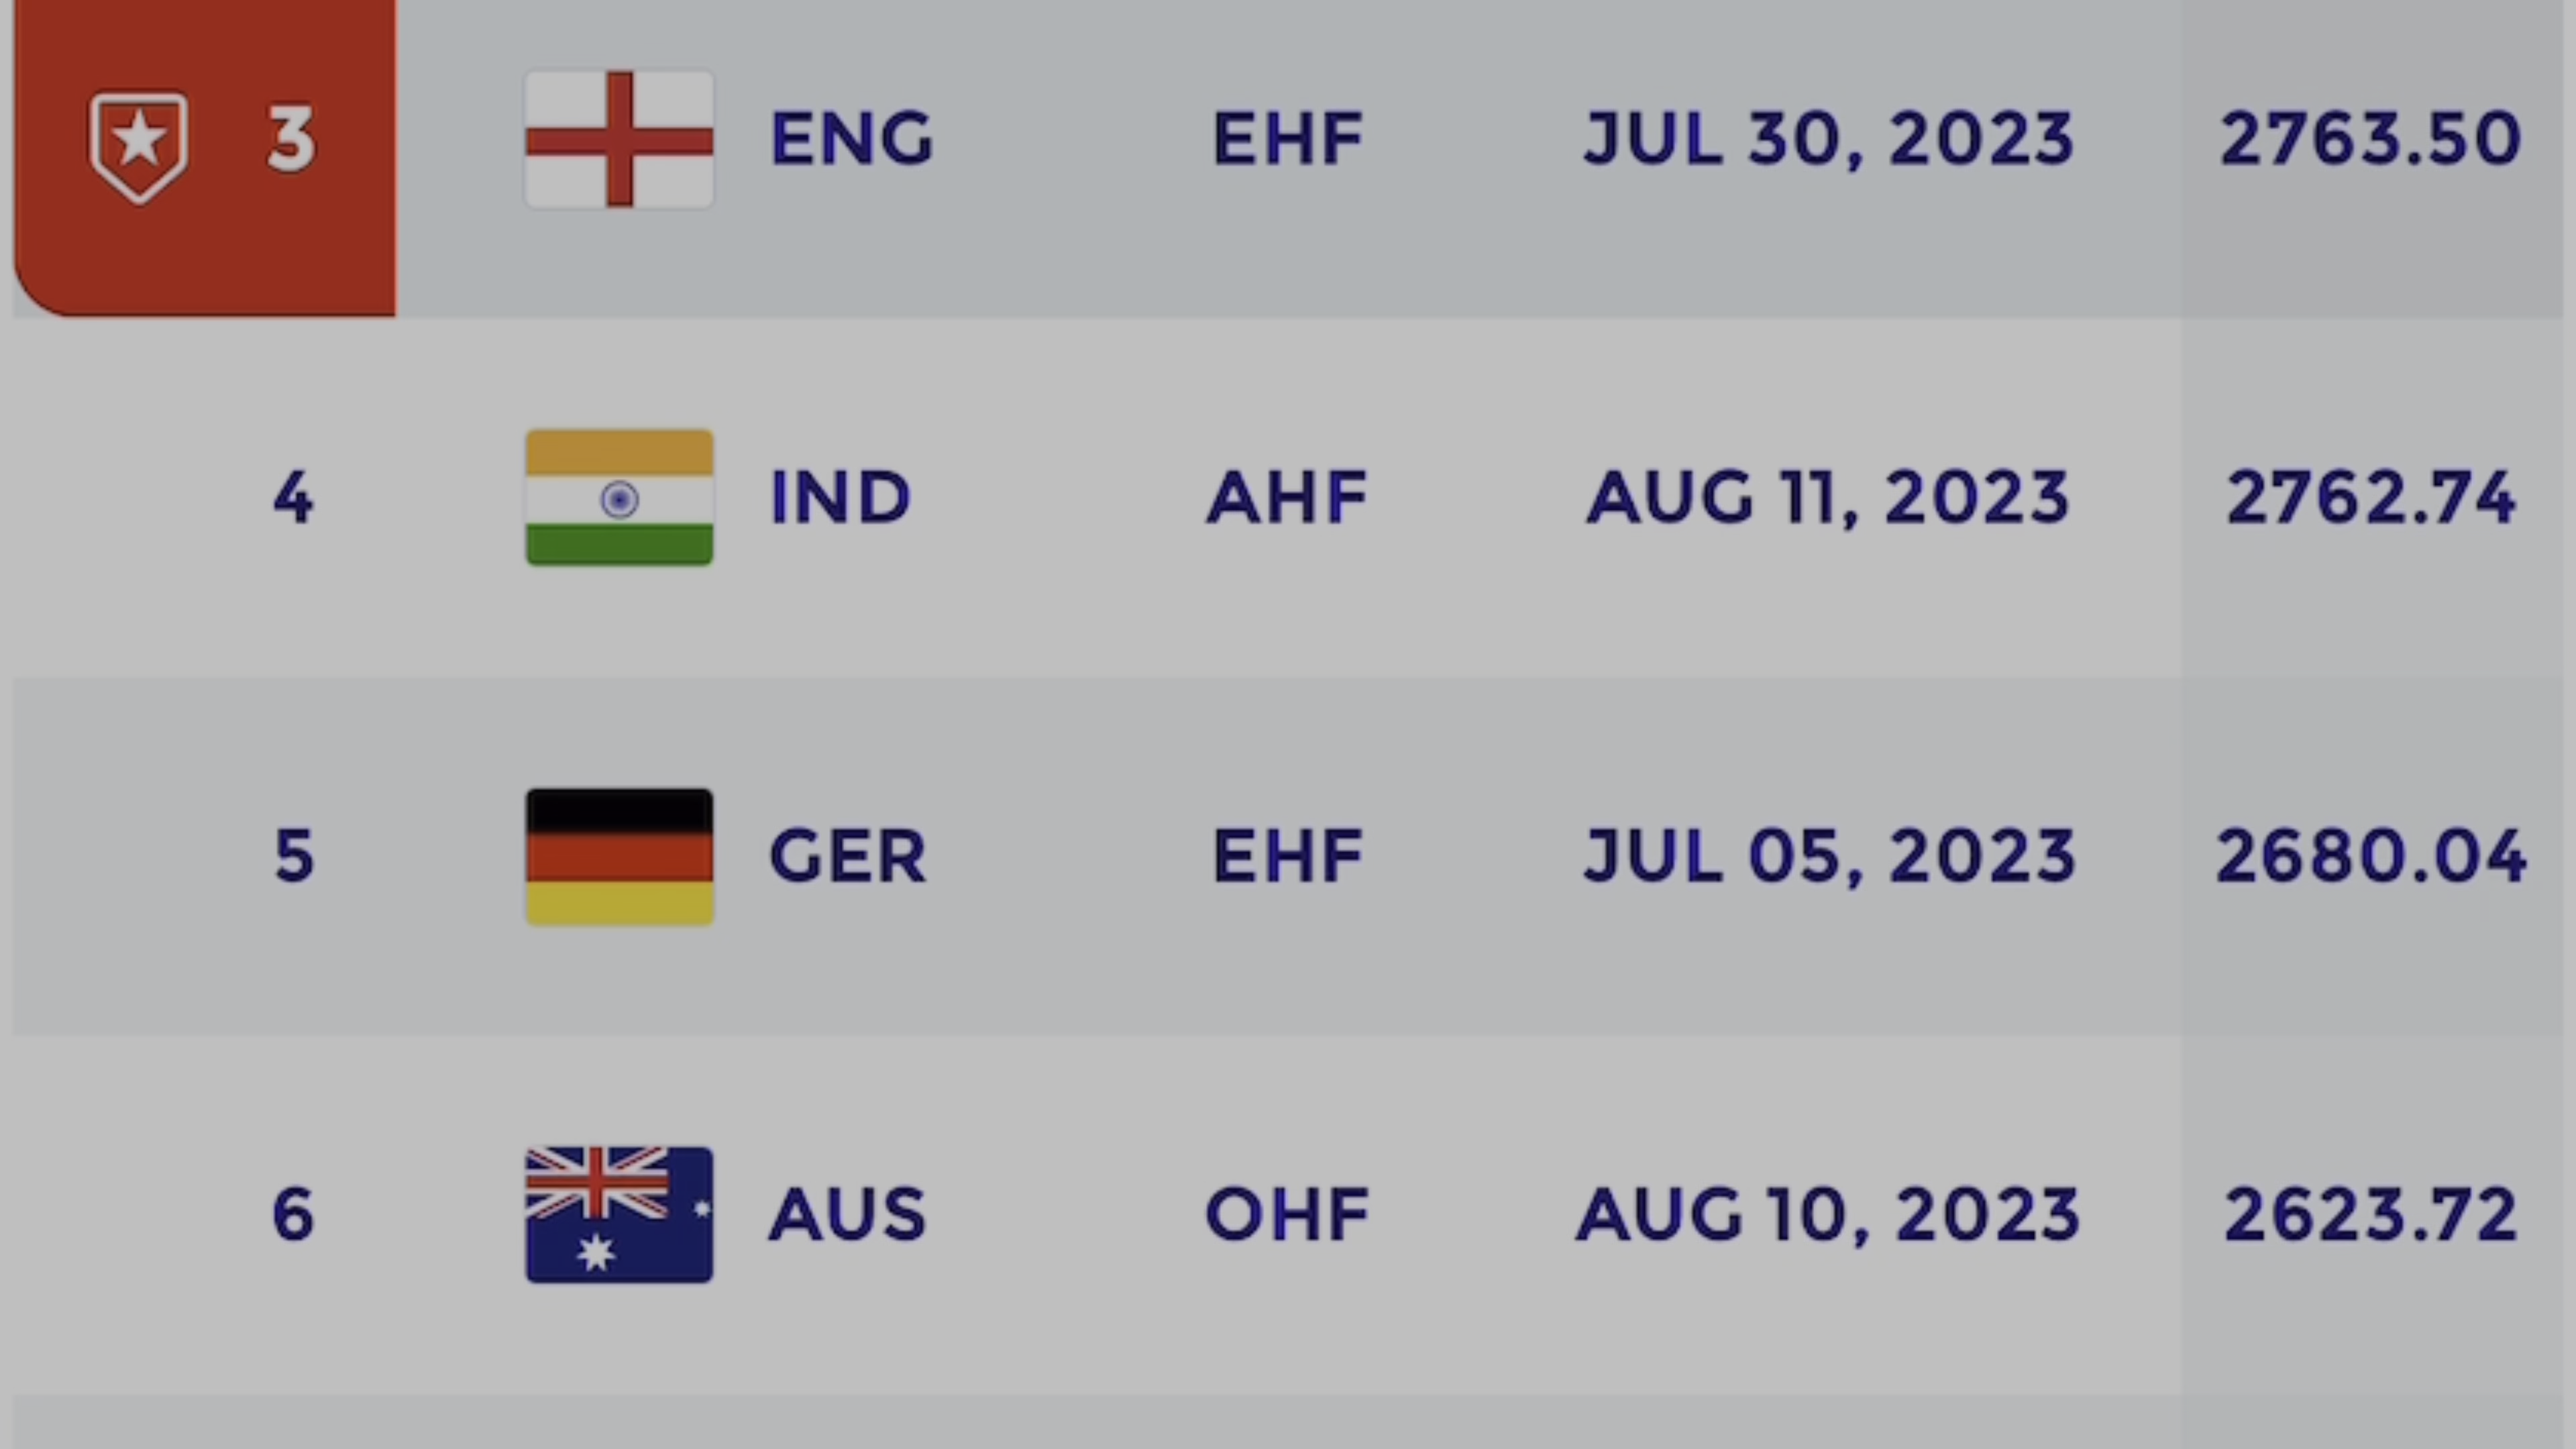 3 ENG EHF JUL 30, 2023 2763.50
4 IND AHF AUG 11, 2023 2762.74
5 GER EHF JUL 05, 2023 2680.04
6 AUS OHF AUG 10, 2023 2623.72